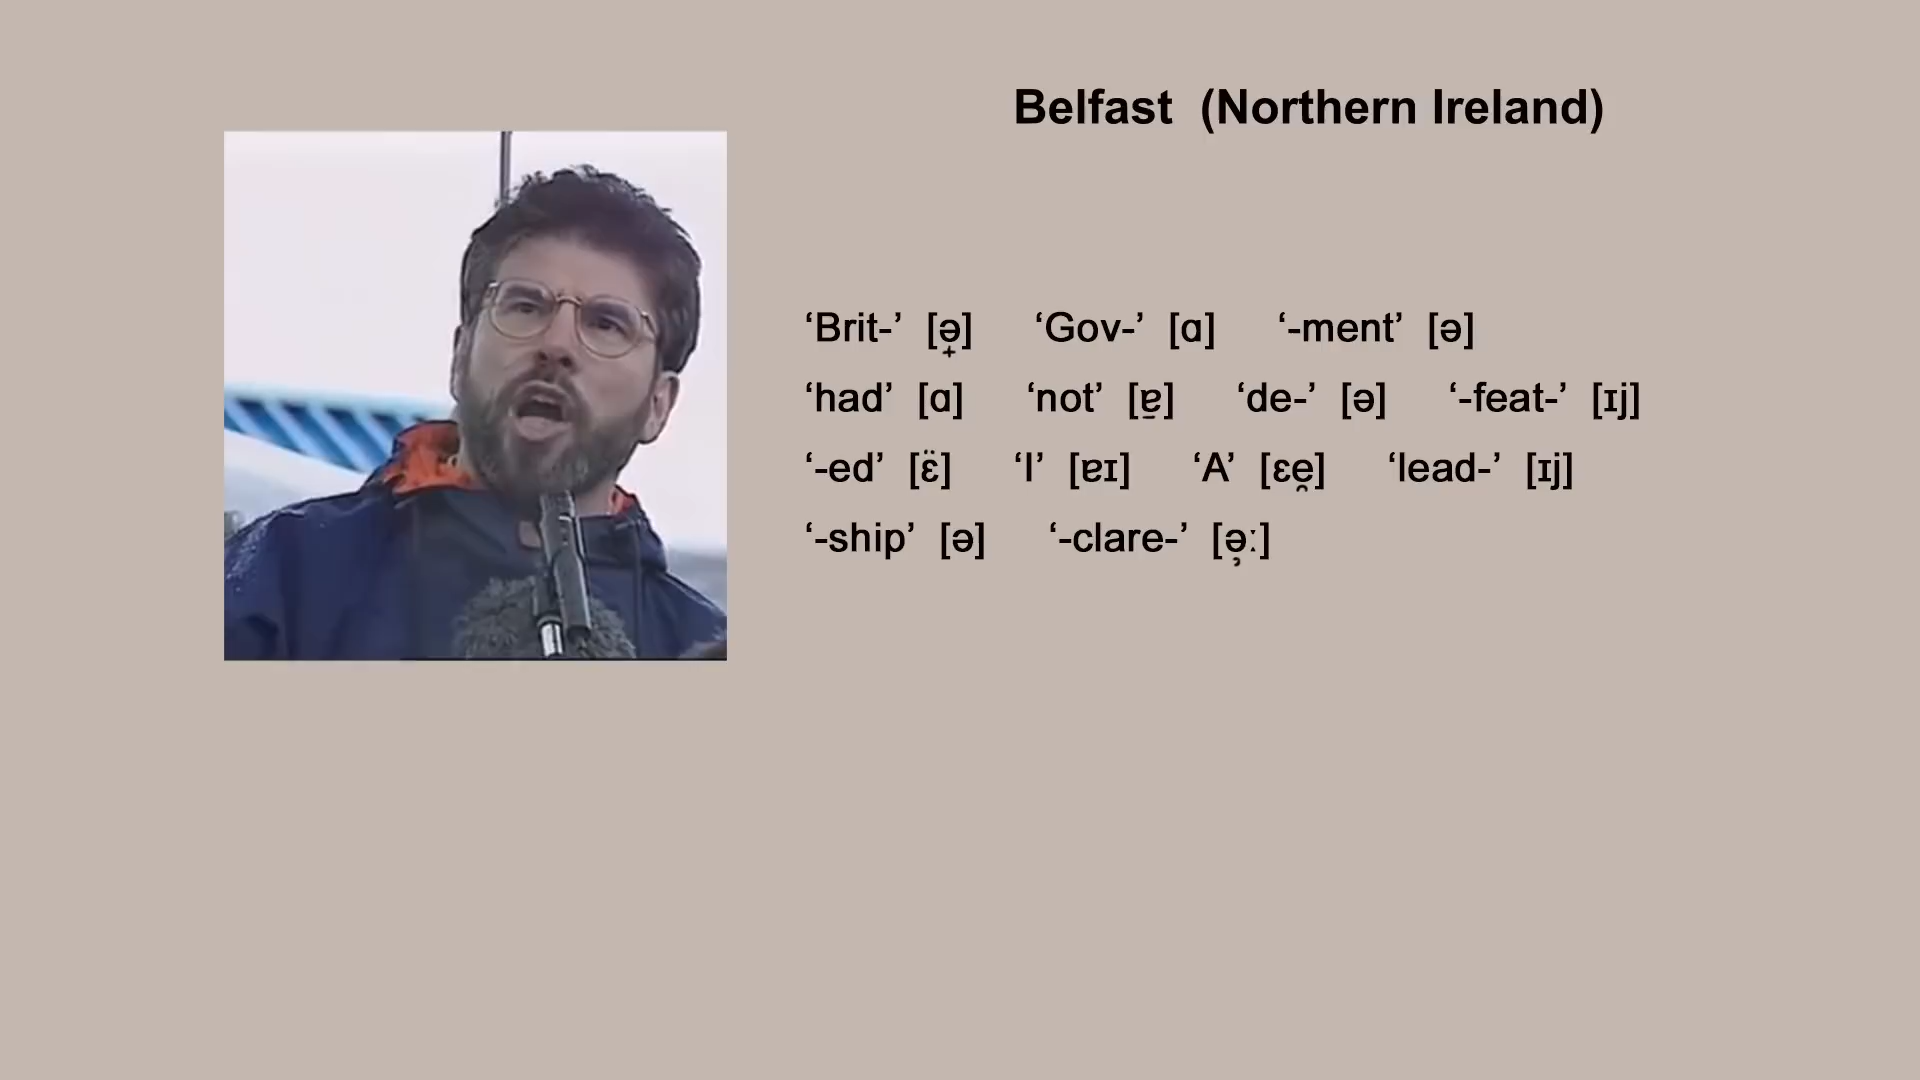 Belfast (Northern Ireland)
‘Brit-’ [ə̟] ‘Gov-’ [ɑ] ‘-ment’ [ə]
‘had’ [ɑ] ‘not’ [ɐ̠] ‘de-’ [ə] ‘-feat-’ [ɪj]
‘-ed’ [ɛ̈] ‘I’ [ɐɪ] ‘A’ [ɛe̯] ‘lead-’ [ɪj]
‘-ship’ [ə] ‘-clare-’ [ə̹ː]